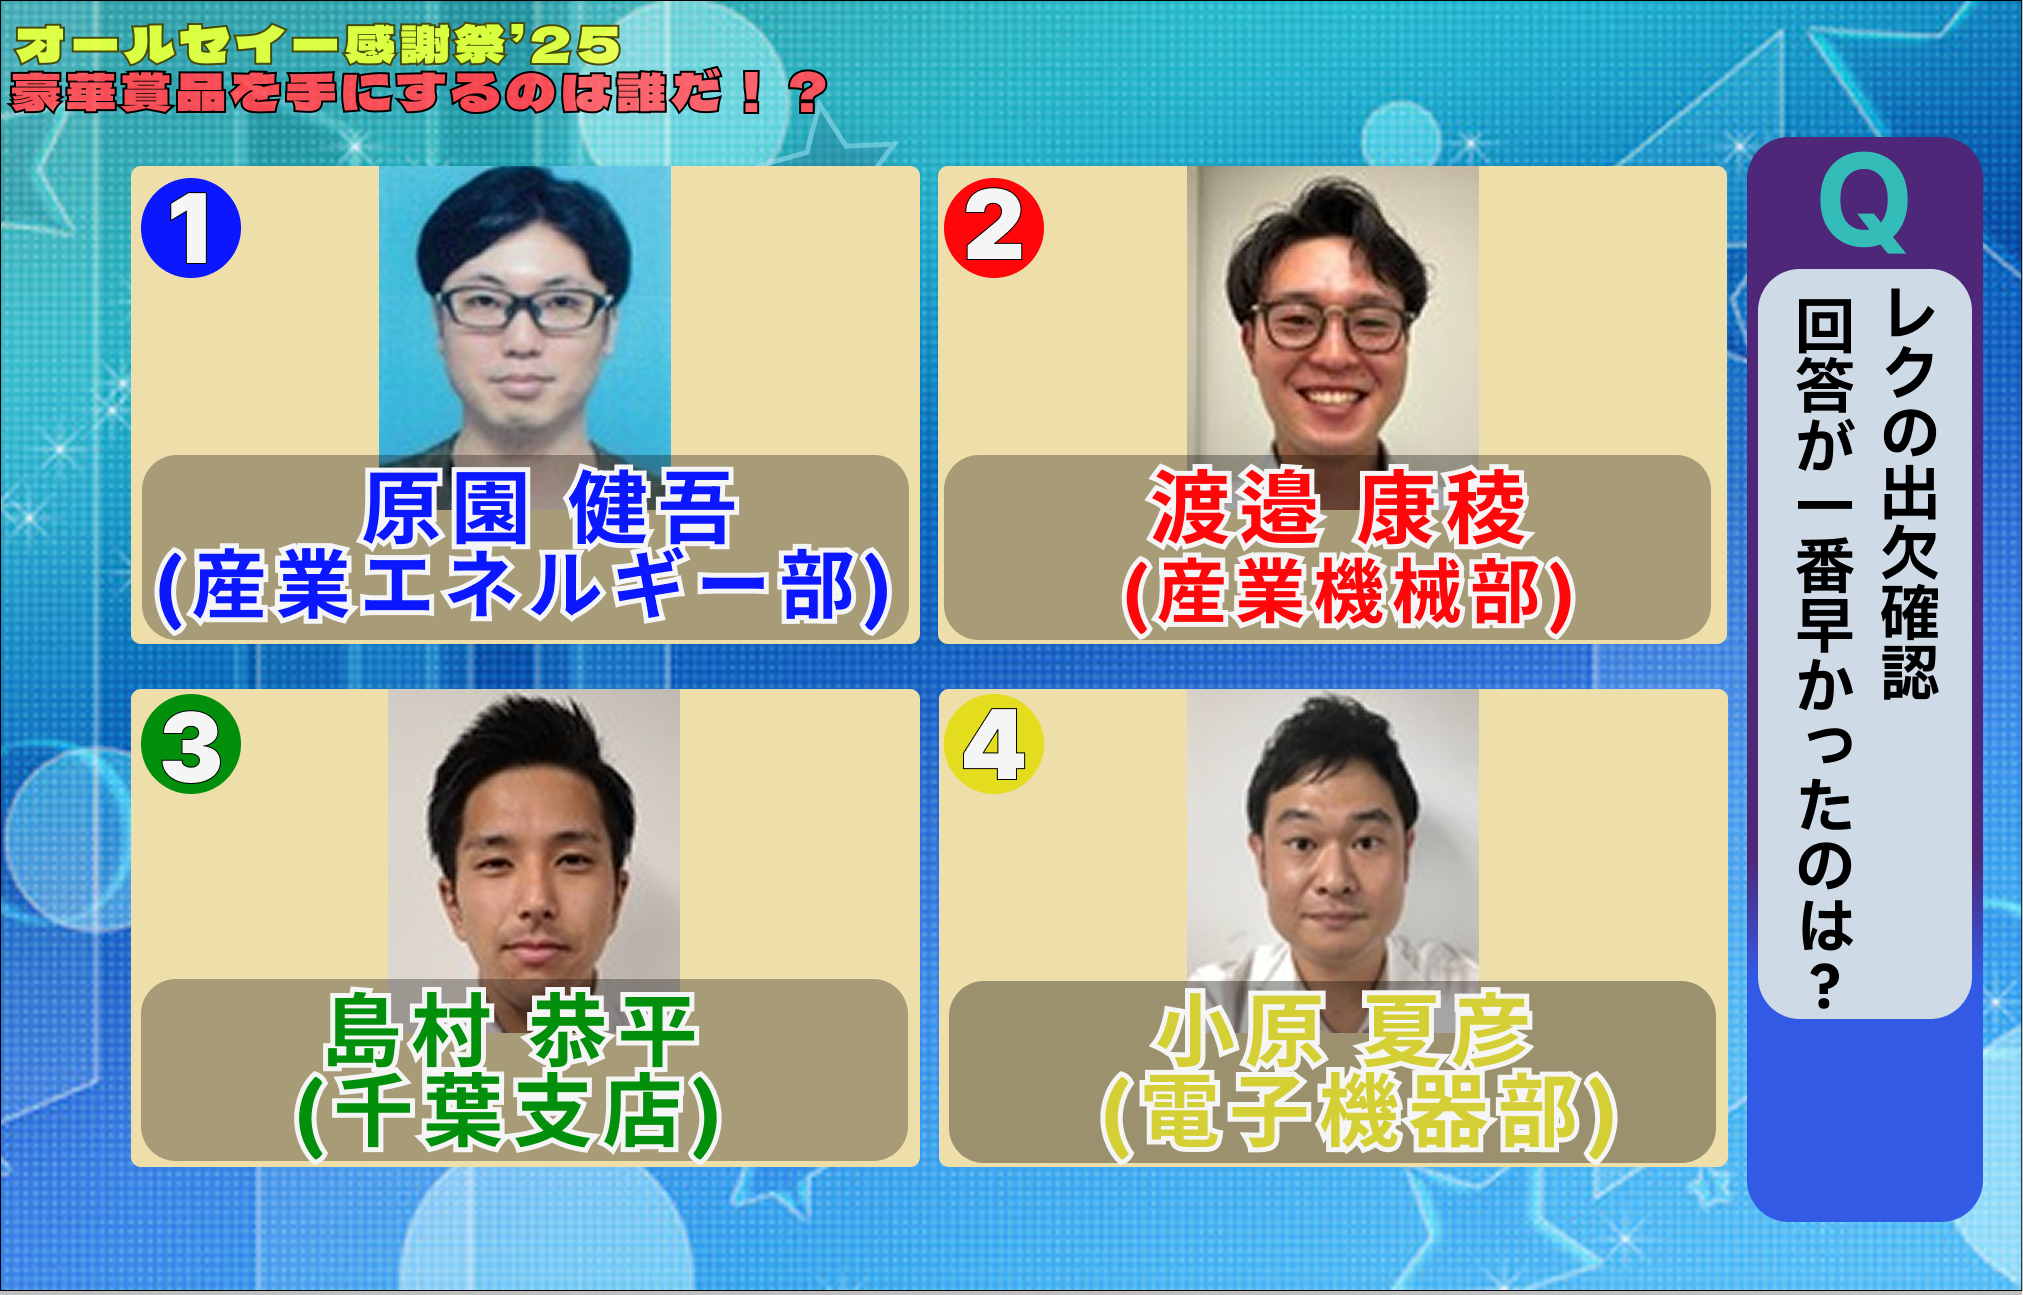 オールセイー感謝祭’25
豪華賞品を手にするのは誰だ！？
Q
レクの出欠確認
回答が一番早かったのは？
1
原園 健吾
(産業エネルギー部)
2
渡邉 康稜
(産業機械部)
3
島村 恭平
(千葉支店)
4
小原 夏彦
(電子機器部)